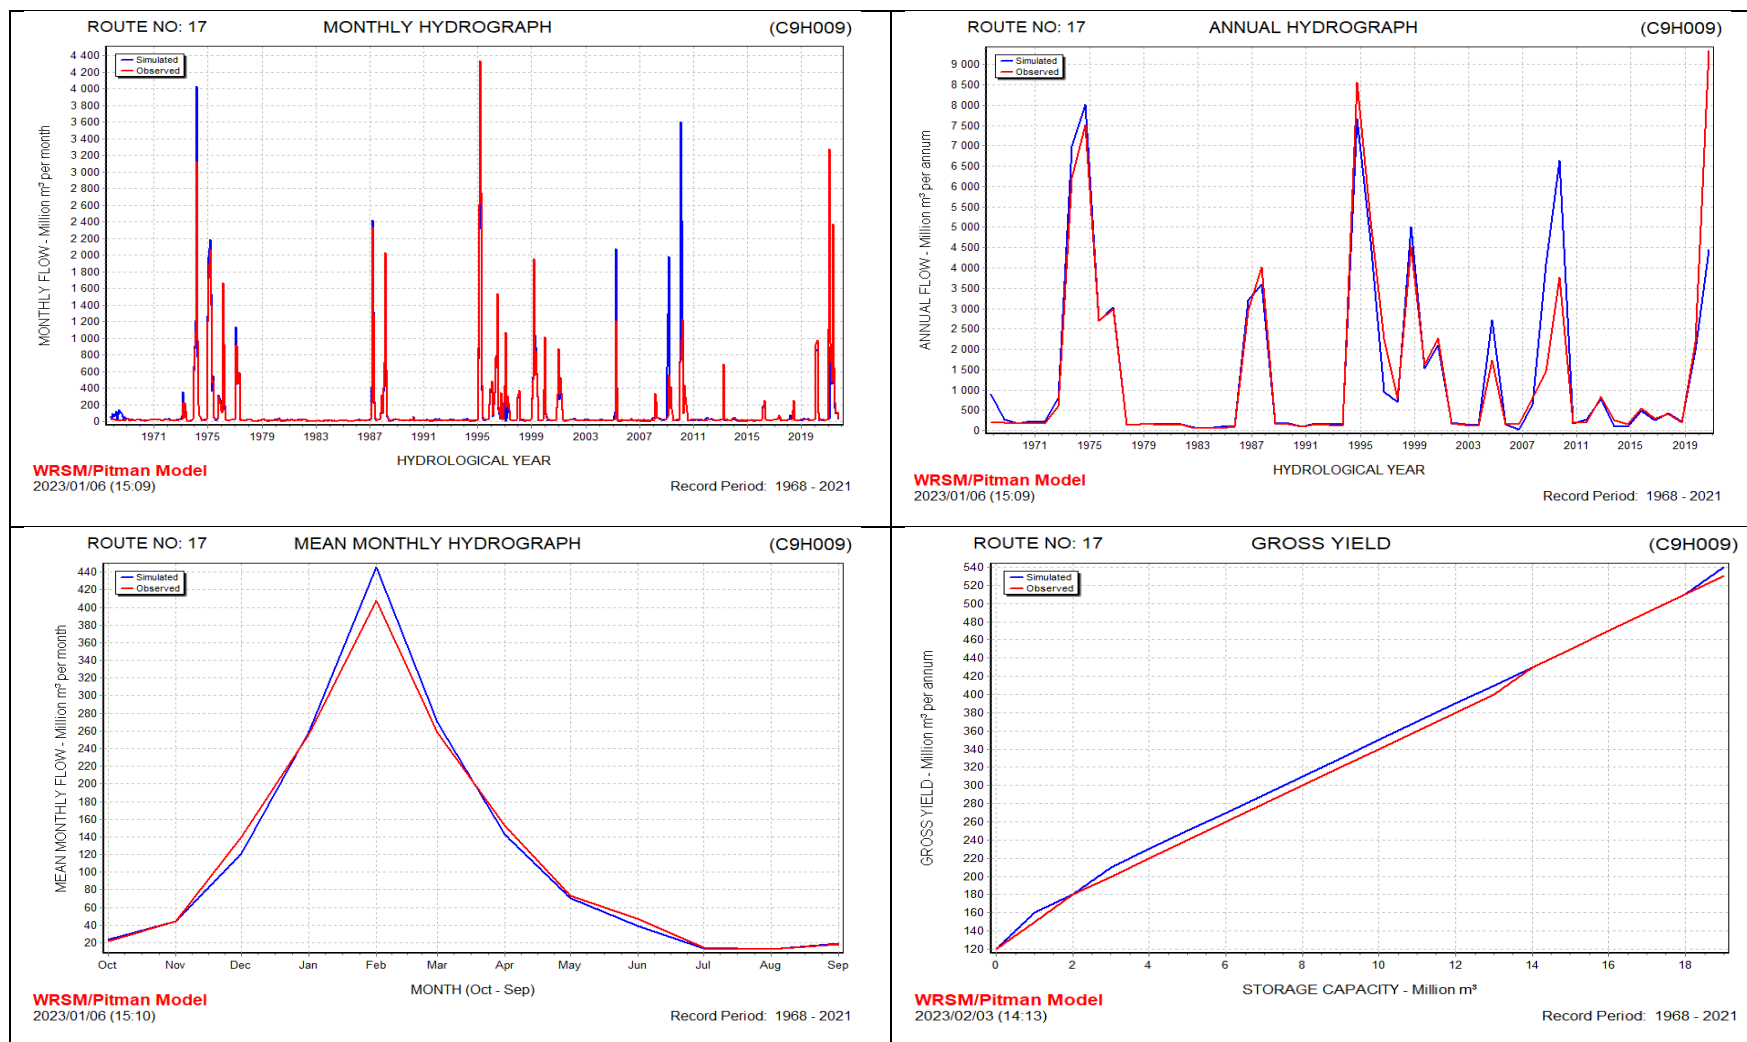 ROUTE NO: 17 MONTHLY HYDROGRAPH (C9H009)
Simulated
Observed
MONTHLY FLOW - Million m³ per month
4 400
4 200
4 000
3 800
3 600
3 400
3 200
3 000
2 800
2 600
2 400
2 200
2 000
1 800
1 600
1 400
1 200
1 000
800
600
400
200
0
1971 1975 1979 1983 1987 1991 1995 1999 2003 2007 2011 2015 2019
HYDROLOGICAL YEAR
WRSM/Pitman Model
2023/01/06 (15:09) Record Period: 1968 - 2021
ROUTE NO: 17 ANNUAL HYDROGRAPH (C9H009)
Simulated
Observed
ANNUAL FLOW - Million m³ per annum
9 000
8 500
8 000
7 500
7 000
6 500
6 000
5 500
5 000
4 500
4 000
3 500
3 000
2 500
2 000
1 500
1 000
500
0
1971 1975 1979 1983 1987 1991 1995 1999 2003 2007 2011 2015 2019
HYDROLOGICAL YEAR
WRSM/Pitman Model
2023/01/06 (15:09) Record Period: 1968 - 2021
ROUTE NO: 17 MEAN MONTHLY HYDROGRAPH (C9H009)
Simulated
Observed
MEAN MONTHLY FLOW - Million m³ per month
440
420
400
380
360
340
320
300
280
260
240
220
200
180
160
140
120
100
80
60
40
20
Oct Nov Dec Jan Feb Mar Apr May Jun Jul Aug Sep
MONTH (Oct - Sep)
WRSM/Pitman Model
2023/01/06 (15:10) Record Period: 1968 - 2021
ROUTE NO: 17 GROSS YIELD (C9H009)
Simulated
Observed
GROSS YIELD - Million m³ per annum
540
520
500
480
460
440
420
400
380
360
340
320
300
280
260
240
220
200
180
160
140
120
0 2 4 6 8 10 12 14 16 18
STORAGE CAPACITY - Million m³
WRSM/Pitman Model
2023/02/03 (14:13) Record Period: 1968 - 2021